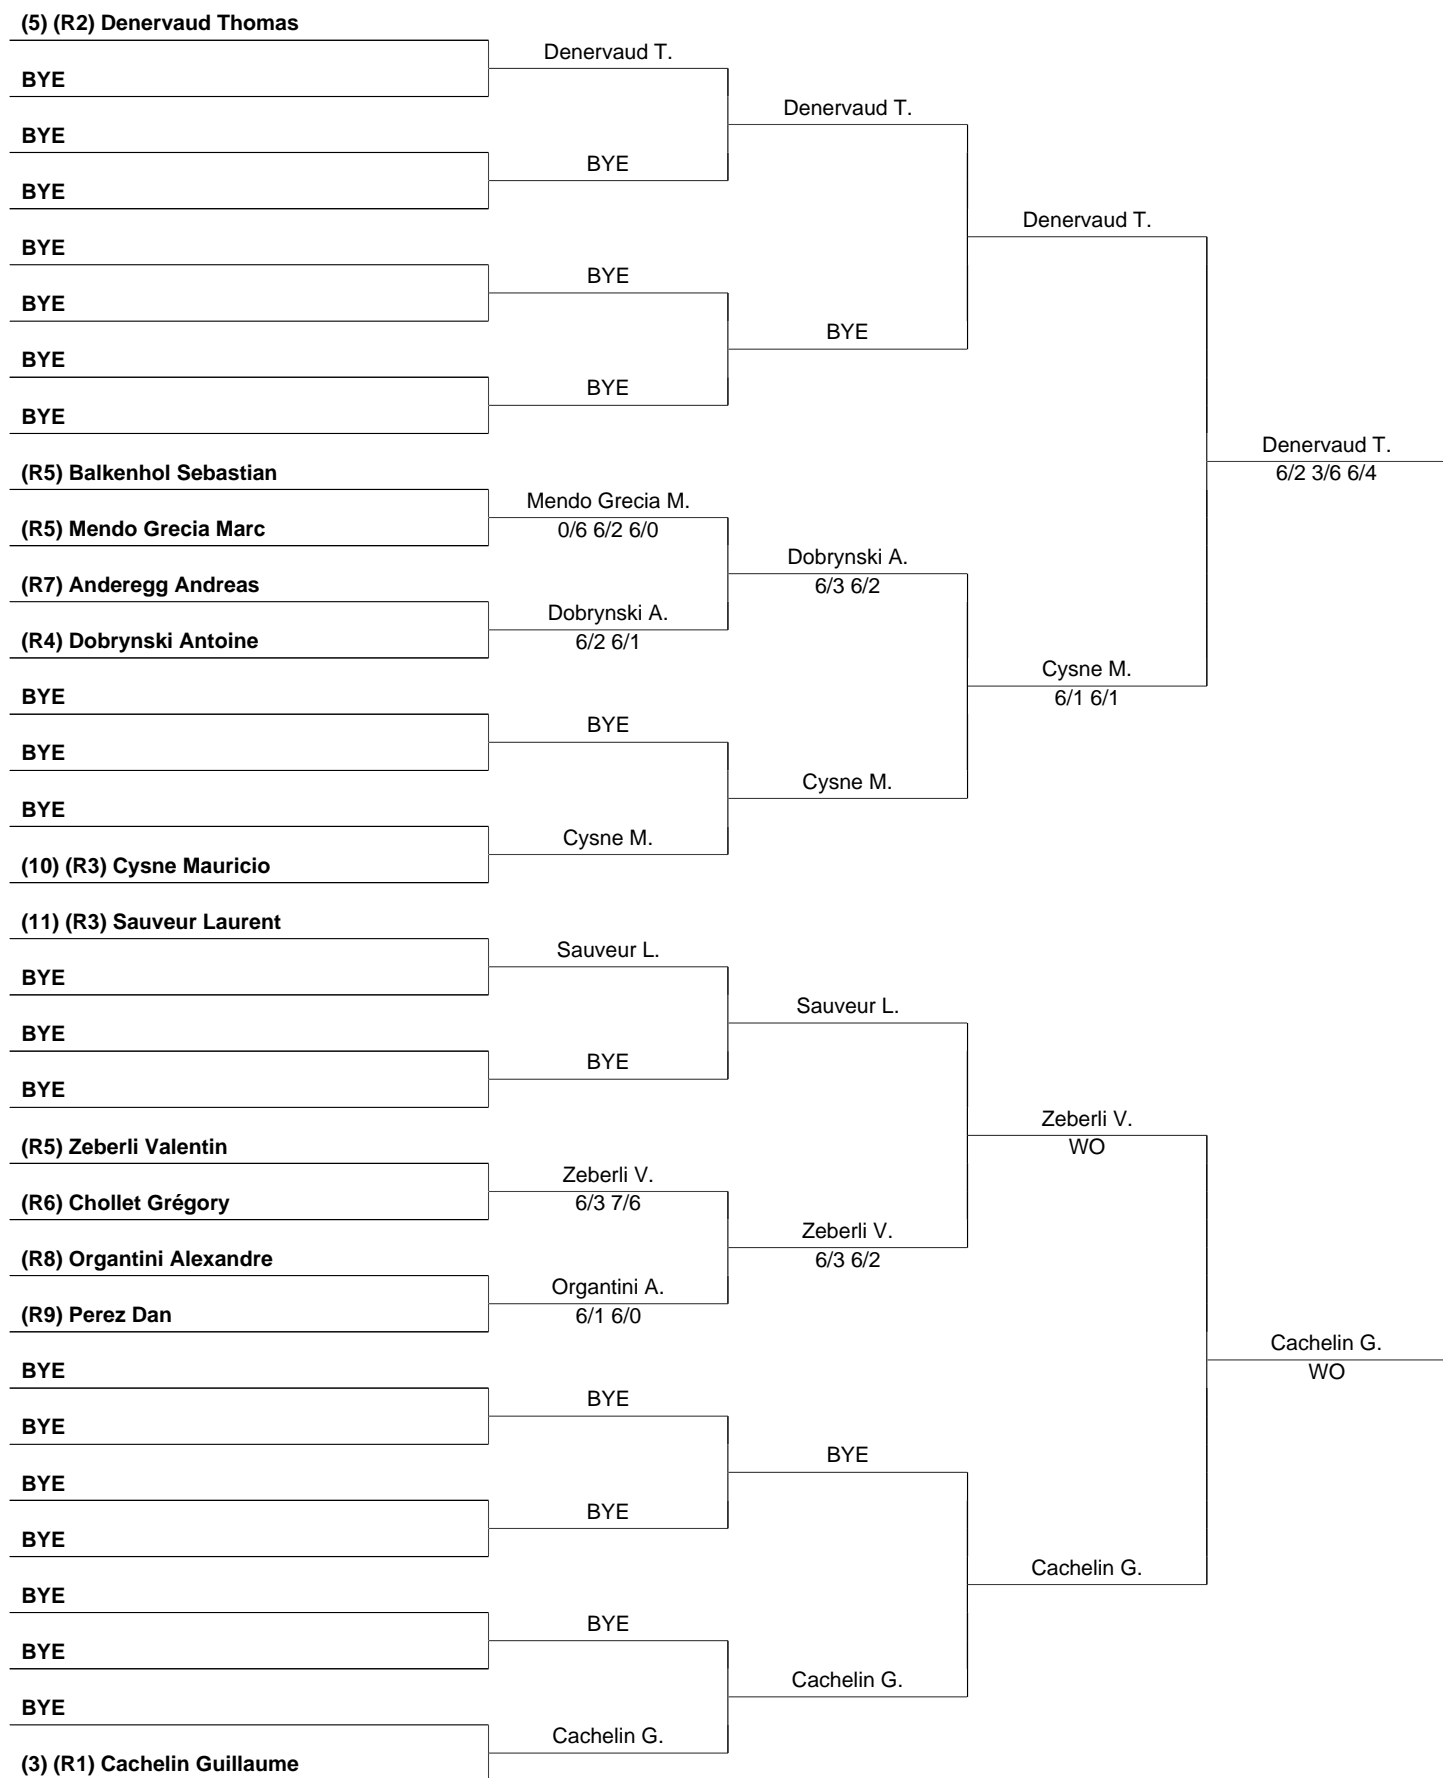 (5) (R2) Denervaud Thomas
Denervaud T.
BYE
Denervaud T.
BYE
BYE
BYE
Denervaud T.
BYE
BYE
BYE
BYE
BYE
BYE
BYE
Denervaud T.
(R5) Balkenhol Sebastian
6/2 3/6 6/4
Mendo Grecia M.
(R5) Mendo Grecia Marc
0/6 6/2 6/0
Dobrynski A.
(R7) Anderegg Andreas
6/3 6/2
Dobrynski A.
(R4) Dobrynski Antoine
6/2 6/1
Cysne M.
BYE
6/1 6/1
BYE
BYE
Cysne M.
BYE
Cysne M.
(10) (R3) Cysne Mauricio
(11) (R3) Sauveur Laurent
Sauveur L.
BYE
Sauveur L.
BYE
BYE
BYE
Zeberli V.
(R5) Zeberli Valentin
WO
Zeberli V.
(R6) Chollet Grégory
6/3 7/6
Zeberli V.
(R8) Organtini Alexandre
6/3 6/2
Organtini A.
(R9) Perez Dan
6/1 6/0
Cachelin G.
BYE
WO
BYE
BYE
BYE
BYE
BYE
BYE
Cachelin G.
BYE
BYE
BYE
Cachelin G.
BYE
Cachelin G.
(3) (R1) Cachelin Guillaume